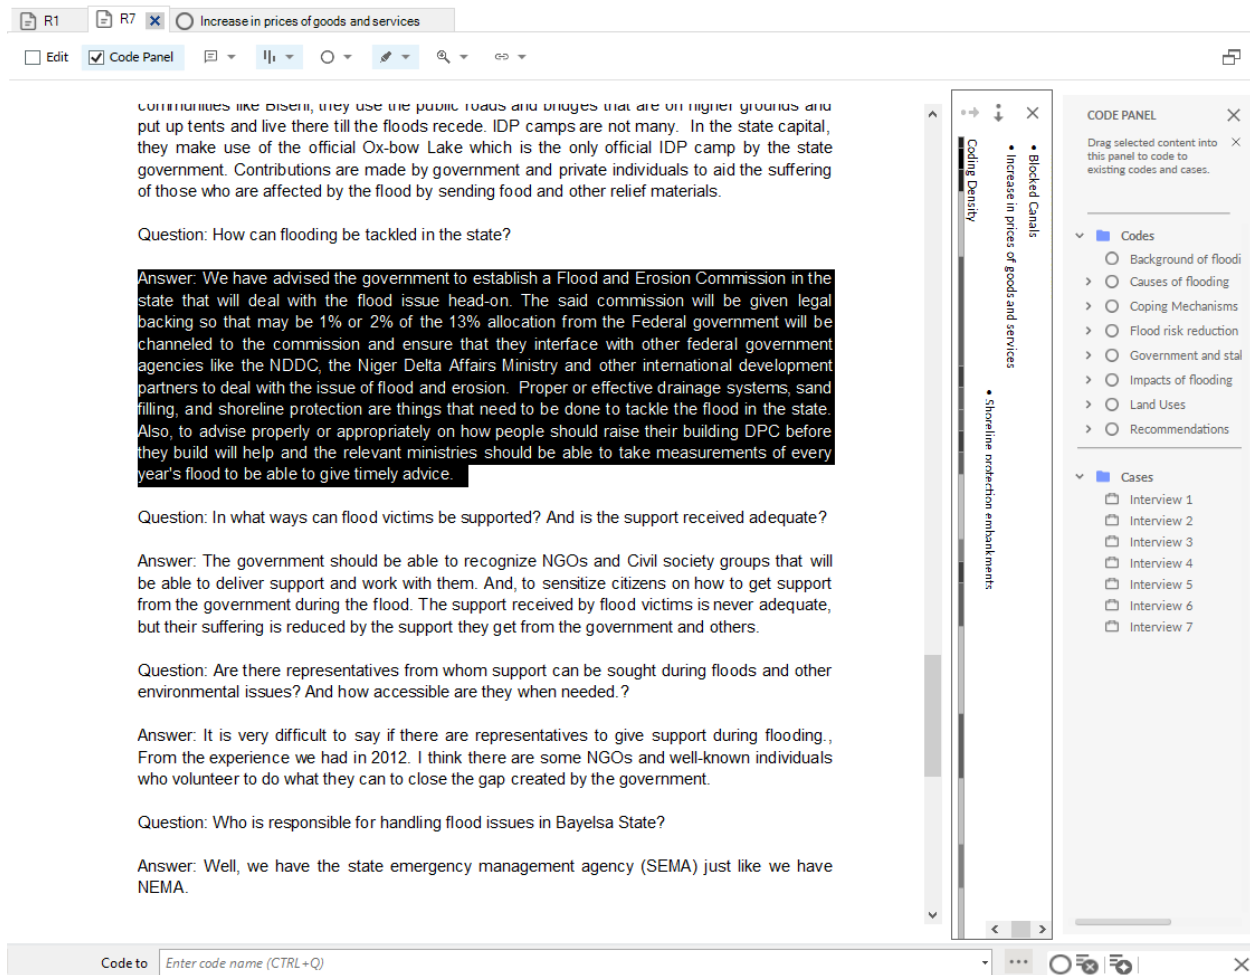 R1
R7
Increase in prices of goods and services
Edit
Code Panel
communities like Biseni, they use the public roads and bridges that are on higher grounds and
put up tents and live there till the floods recede. IDP camps are not many. In the state capital,
they make use of the official Ox-bow Lake which is the only official IDP camp by the state
government. Contributions are made by government and private individuals to aid the suffering
of those who are affected by the flood by sending food and other relief materials.
Question: How can flooding be tackled in the state?
Answer: We have advised the government to establish a Flood and Erosion Commission in the
state that will deal with the flood issue head-on. The said commission will be given legal
backing so that may be 1% or 2% of the 13% allocation from the Federal government will be
channeled to the commission and ensure that they interface with other federal government
agencies like the NDDC, the Niger Delta Affairs Ministry and other international development
partners to deal with the issue of flood and erosion. Proper or effective drainage systems, sand
filling, and shoreline protection are things that need to be done to tackle the flood in the state.
Also, to advise properly or appropriately on how people should raise their building DPC before
they build will help and the relevant ministries should be able to take measurements of every
year's flood to be able to give timely advice.
Question: In what ways can flood victims be supported? And is the support received adequate?
Answer: The government should be able to recognize NGOs and Civil society groups that will
be able to deliver support and work with them. And, to sensitize citizens on how to get support
from the government during the flood. The support received by flood victims is never adequate,
but their suffering is reduced by the support they get from the government and others.
Question: Are there representatives from whom support can be sought during floods and other
environmental issues? And how accessible are they when needed.?
Answer: It is very difficult to say if there are representatives to give support during flooding.,
From the experience we had in 2012. I think there are some NGOs and well-known individuals
who volunteer to do what they can to close the gap created by the government.
Question: Who is responsible for handling flood issues in Bayelsa State?
Answer: Well, we have the state emergency management agency (SEMA) just like we have
NEMA.
Coding Density
Increase in prices of goods and services
Blocked Canals
Shoreline protection embankments
CODE PANEL
Drag selected content into
this panel to code to
existing codes and cases.
Codes
Background of floodi
Causes of flooding
Coping Mechanisms
Flood risk reduction
Government and stal
Impacts of flooding
Land Uses
Recommendations
Cases
Interview 1
Interview 2
Interview 3
Interview 4
Interview 5
Interview 6
Interview 7
Code to
Enter code name (CTRL+Q)